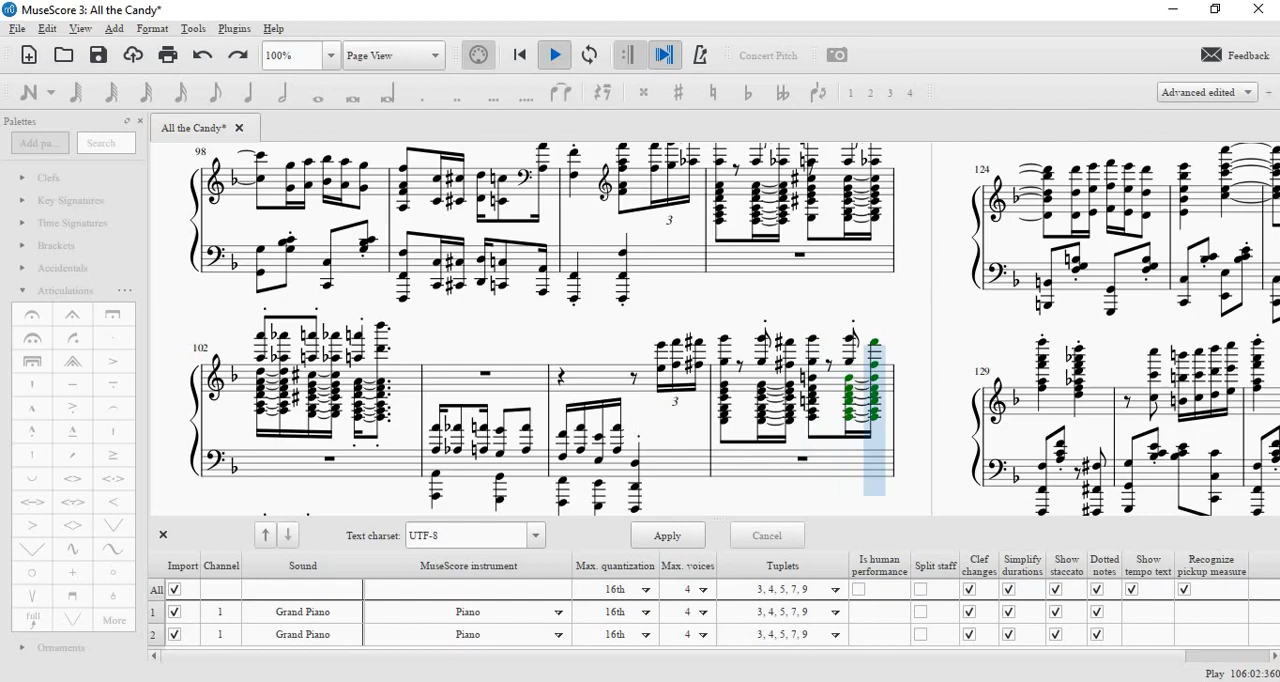 MuseScore 3: All the Candy*
File Edit View Add Format Tools Plugins Help
100% Page View Concert Pitch Feedback
1 2 3 4 Advanced edited
Palettes
Add pa... Search
All the Candy*
Clefs
Key Signatures
Time Signatures
Brackets
Accidentals
Articulations ...
full
More
Ornaments
98
3
102
3
124
129
Text charset: UTF-8 Apply Cancel
Import Channel Sound MuseScore instrument Max. quantization Max. voices Tuplets Is human performance Split staff Clef changes Simplify durations Show staccato Dotted notes Show tempo text Recognize pickup measure
All 16th 4 3, 4, 5, 7, 9
1 1 Grand Piano Piano 16th 4 3, 4, 5, 7, 9
2 1 Grand Piano Piano 16th 4 3, 4, 5, 7, 9
Play 106:02:360